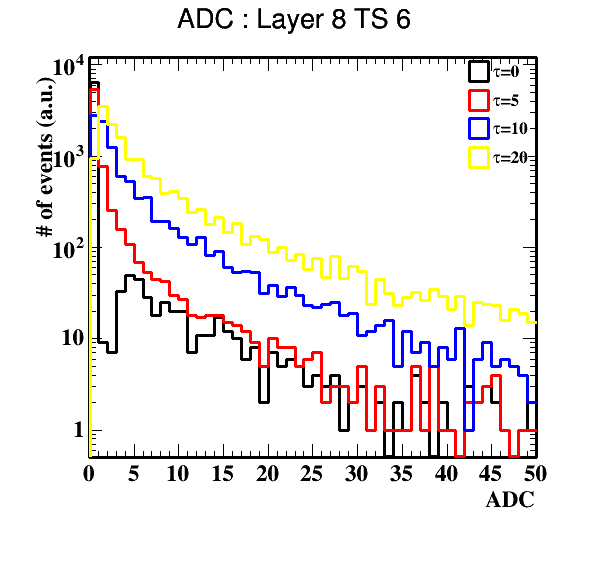 ADC : Layer 8 TS 6
# of events (a.u.)
10⁴
10³
10²
10
1
τ=0
τ=5
τ=10
τ=20
0 5 10 15 20 25 30 35 40 45 50
ADC